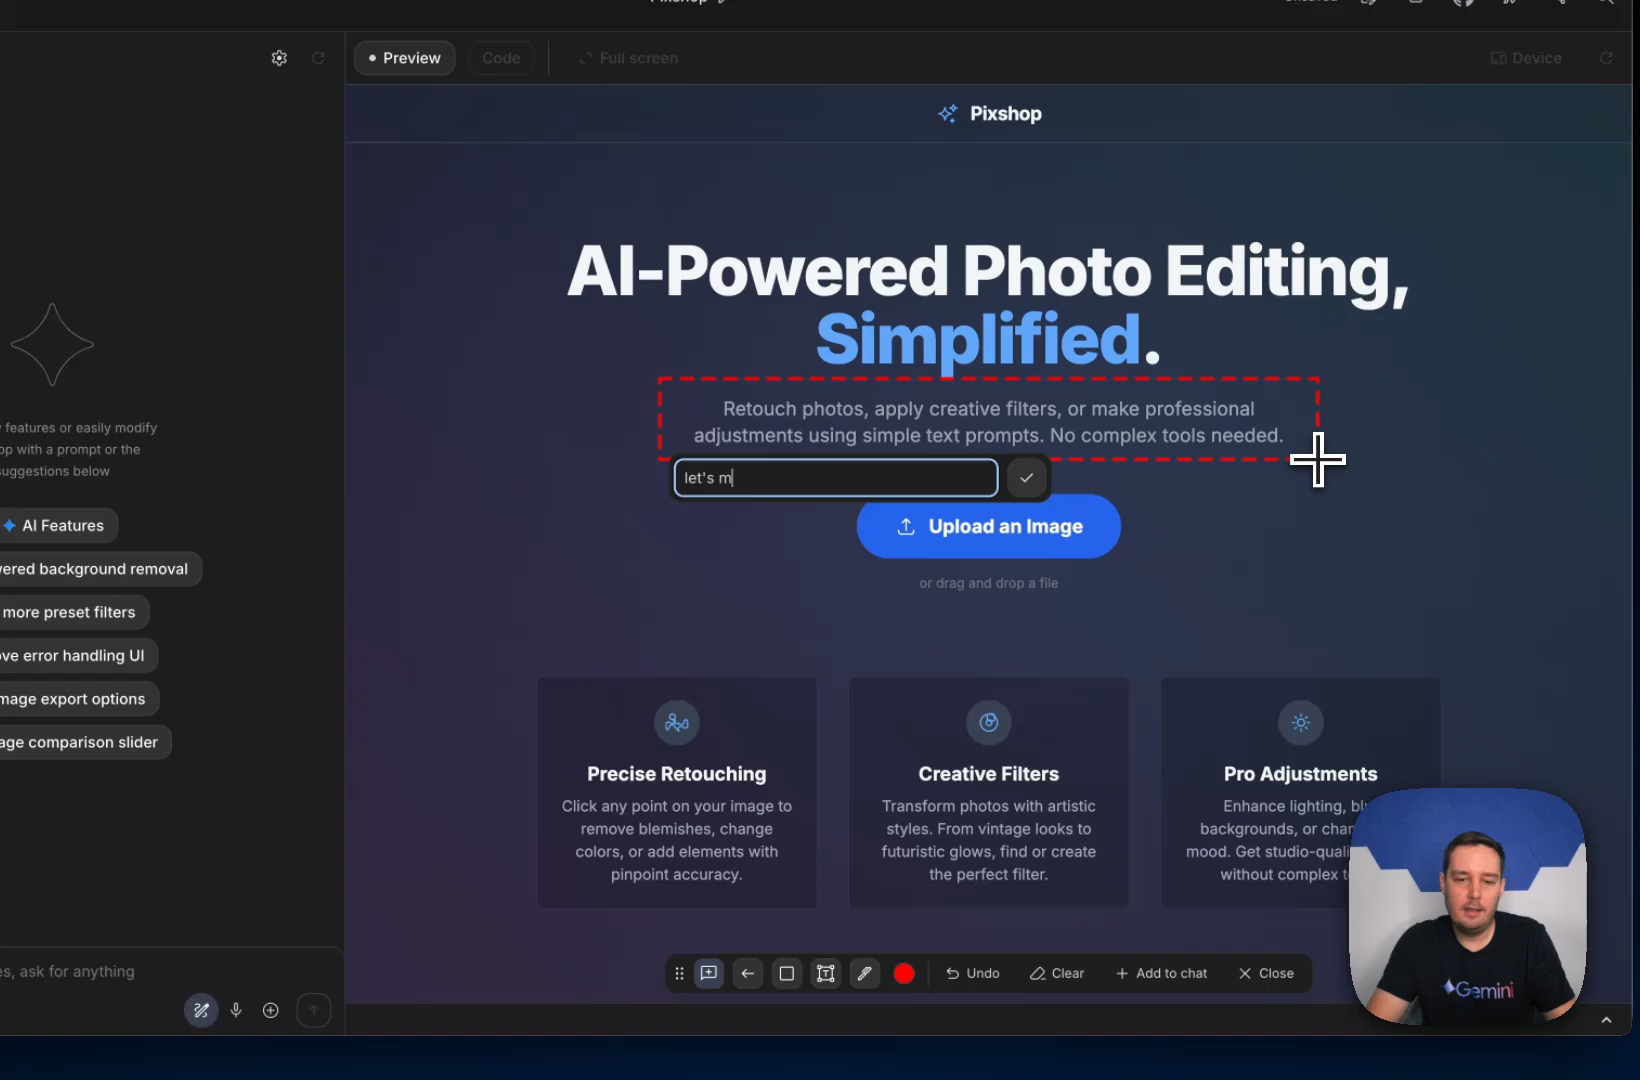 Preview
Code
Full screen
Device
Pixshop
AI-Powered Photo Editing,
Simplified.
Retouch photos, apply creative filters, or make professional
adjustments using simple text prompts. No complex tools needed.
let's m
Upload an Image
or drag and drop a file
features or easily modify
op with a prompt or the
suggestions below
AI Features
ered background removal
more preset filters
ve error handling UI
mage export options
age comparison slider
Precise Retouching
Click any point on your image to
remove blemishes, change
colors, or add elements with
pinpoint accuracy.
Creative Filters
Transform photos with artistic
styles. From vintage looks to
futuristic glows, find or create
the perfect filter.
Pro Adjustments
Enhance lighting, blu
backgrounds, or chan
mood. Get studio-quali
without complex t
es, ask for anything
Undo
Clear
Add to chat
Close
Gemini